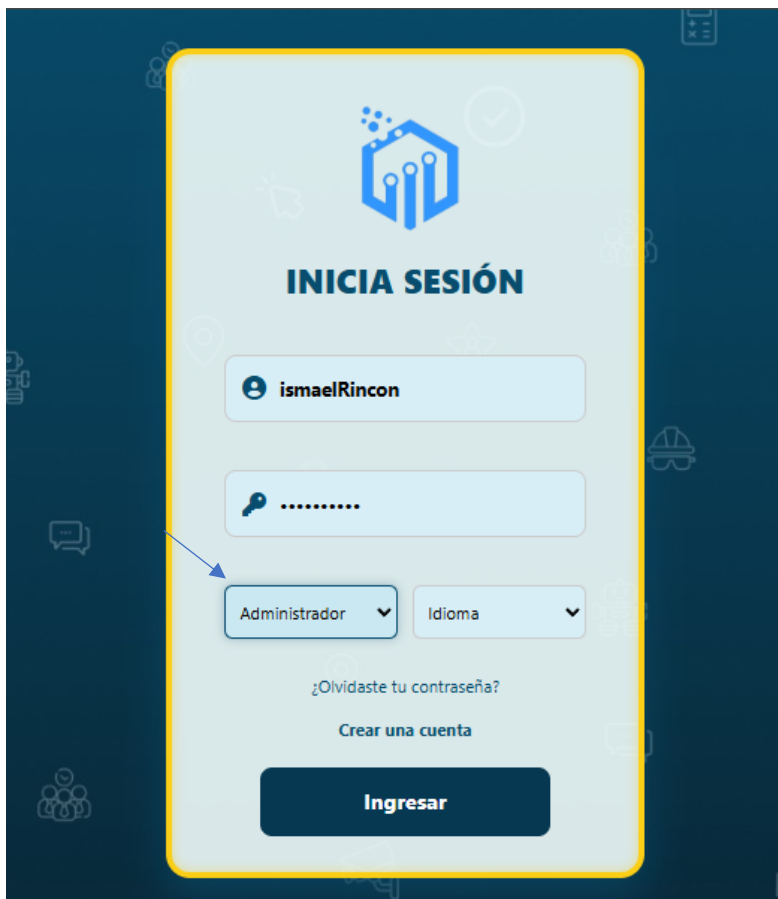 INICIA SESIÓN
ismaelRincon
••••••••••
Administrador
Idioma
¿Olvidaste tu contraseña?
Crear una cuenta
Ingresar